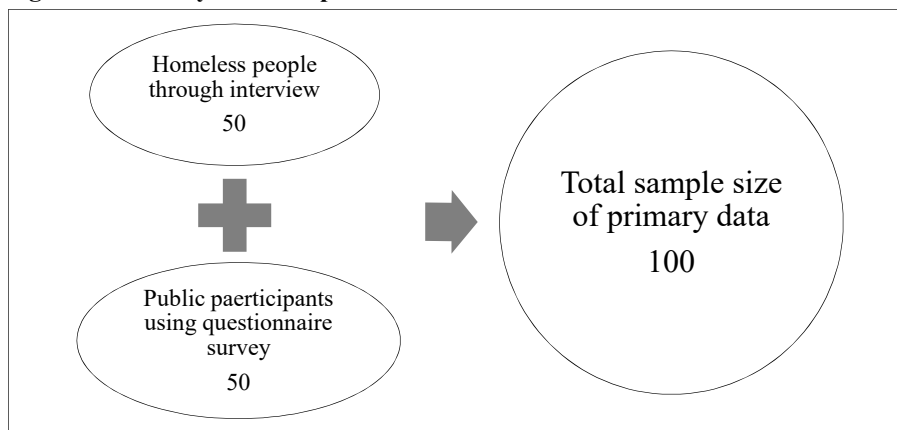 Homeless people
through interview
50
Public paerticipants
using questionnaire
survey
50
Total sample size
of primary data
100